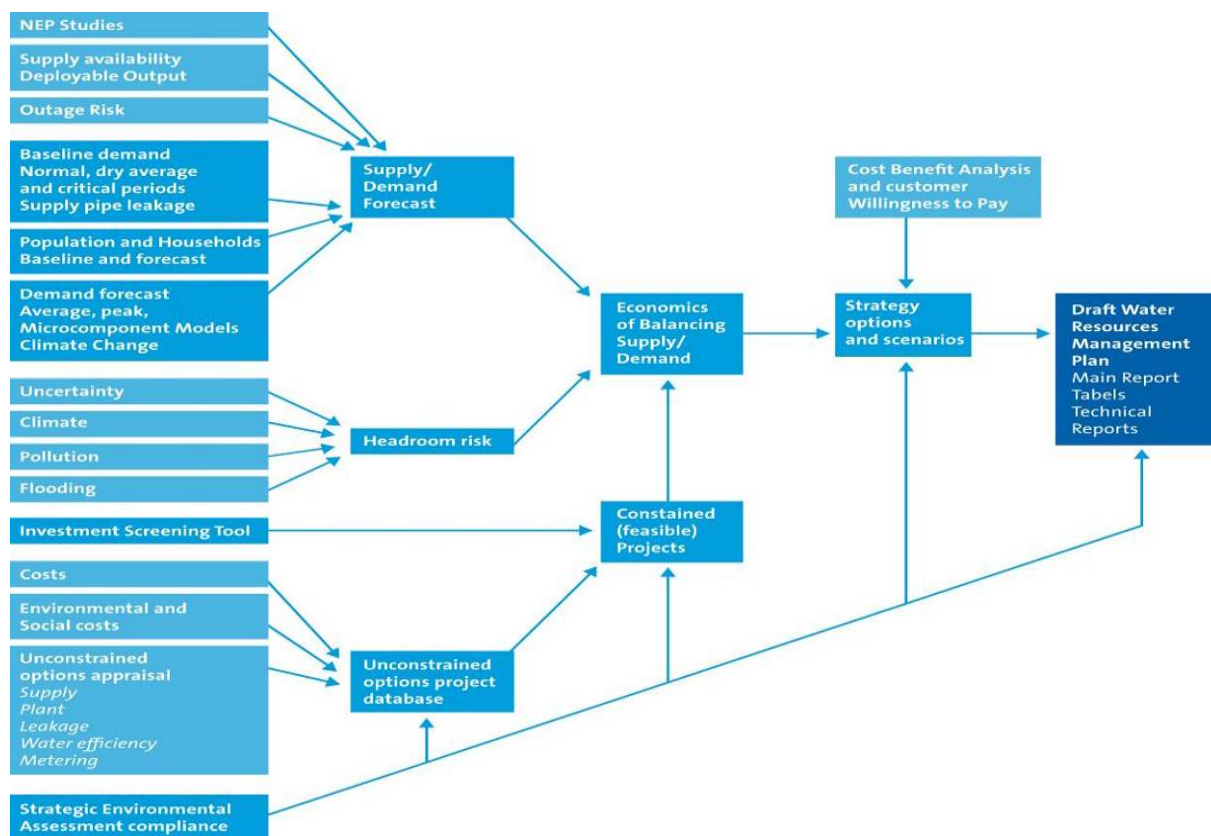 NEP Studies
Supply availability
Deployable Output
Outage Risk
Baseline demand
Normal, dry average
and critical periods
Supply pipe leakage
Population and Households
Baseline and forecast
Demand forecast
Average, peak,
Microcomponent Models
Climate Change
Uncertainty
Climate
Pollution
Flooding
Investment Screening Tool
Costs
Environmental and
Social costs
Unconstrained
options appraisal
Supply
Plant
Leakage
Water efficiency
Metering
Strategic Environmental
Assessment compliance
Supply/
Demand
Forecast
Headroom risk
Unconstrained
options project
database
Economics
of Balancing
Supply/
Demand
Constained
(feasible)
Projects
Cost Benefit Analysis
and customer
Willingness to Pay
Strategy
options
and scenarios
Draft Water
Resources
Management
Plan
Main Report
Tabels
Technical
Reports